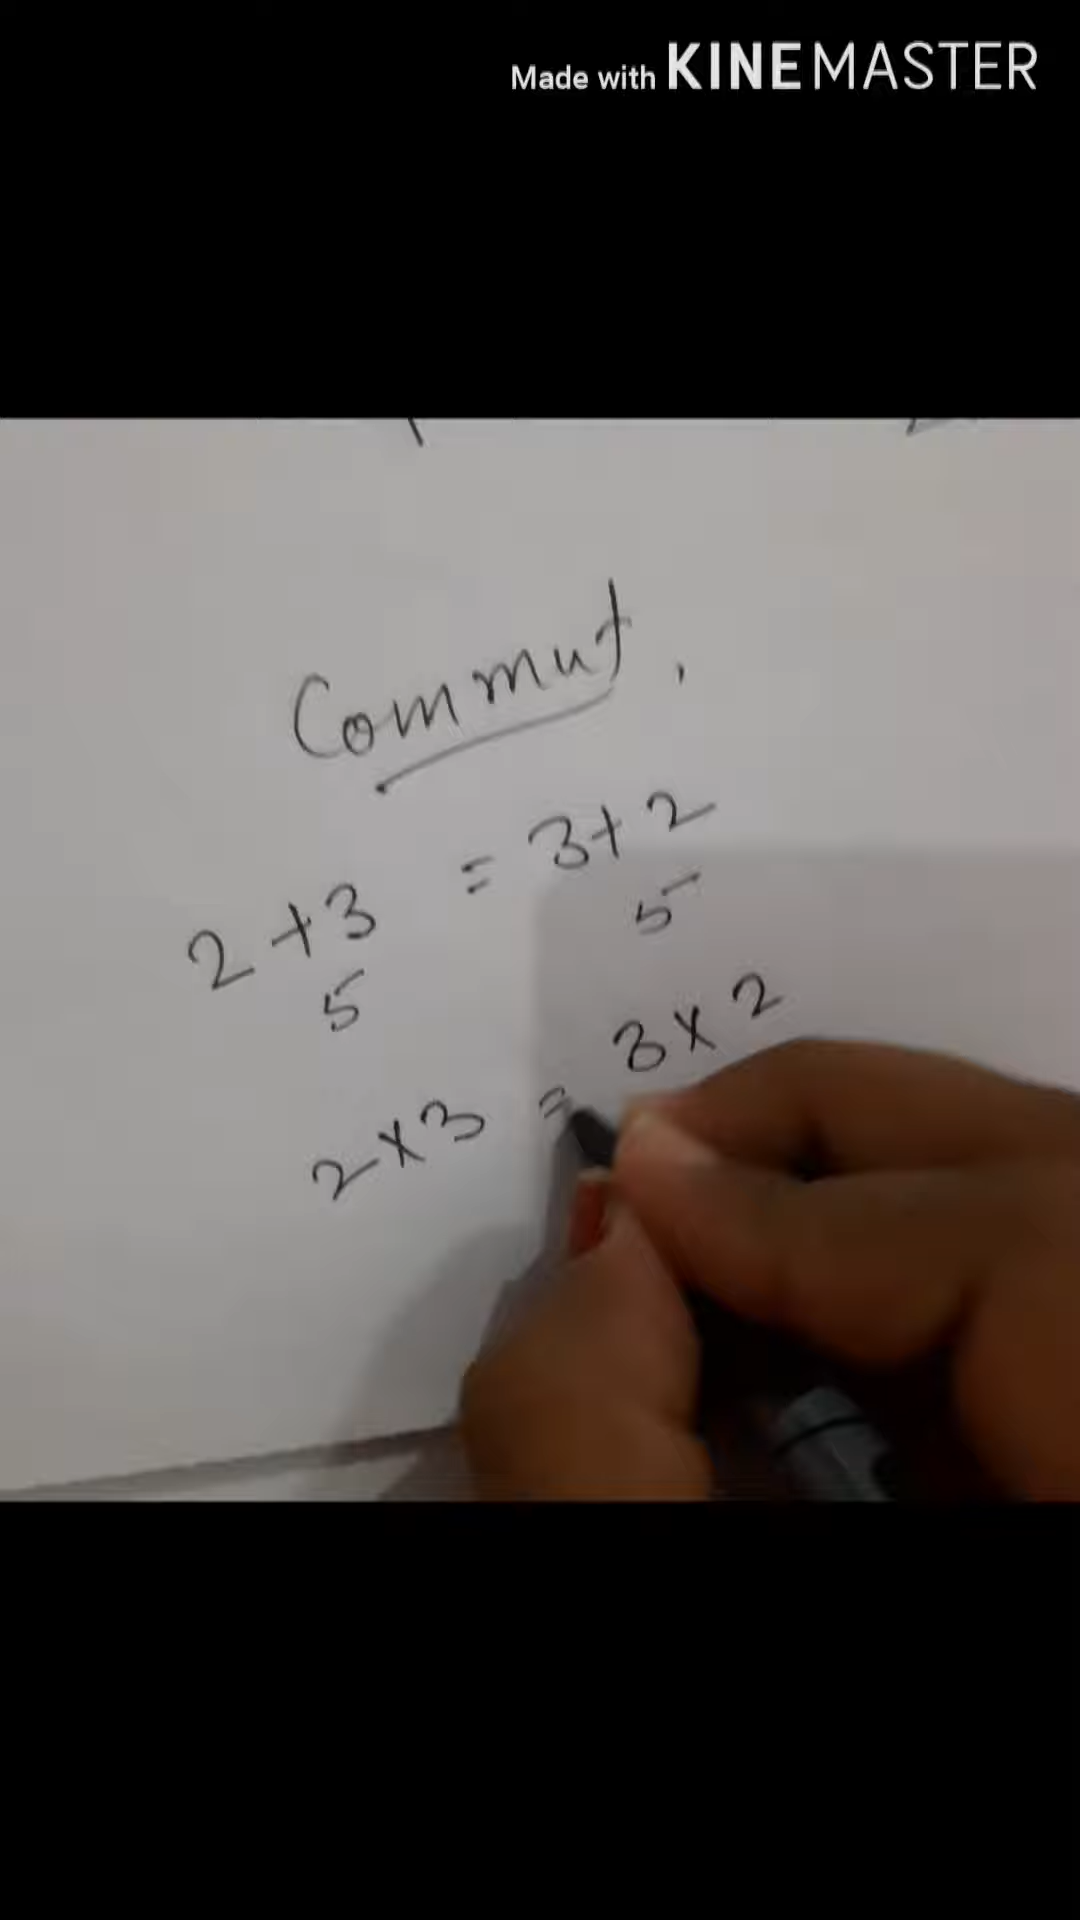 Made with KINEMASTER
Commut.
2+3 = 3+2
5 5
2×3 = 3×2